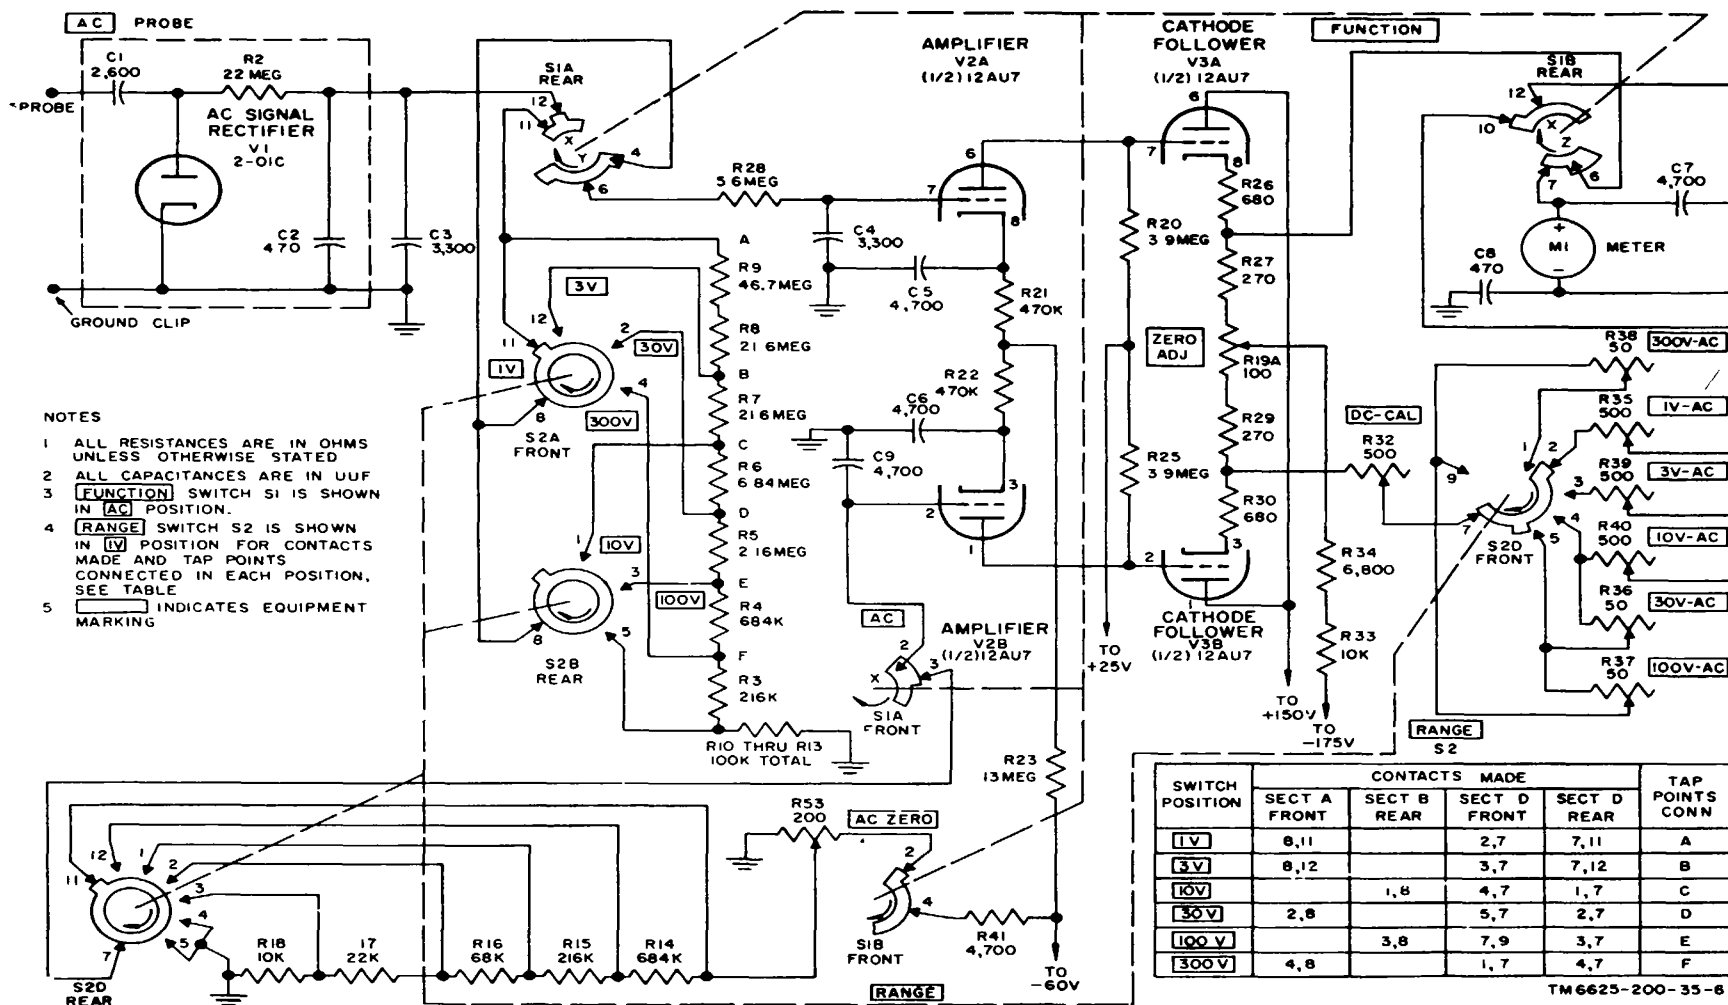 AC PROBE
C1
2,600
R2
22 MEG
PROBE
AC SIGNAL
RECTIFIER
V1
2-01C
C2
470
C3
3,300
GROUND CLIP
S1A
REAR
12
11
X
Y
4
6
R28
5.6MEG
AMPLIFIER
V2A
(1/2) 12AU7
6
7
8
C4
3,300
C5
4,700
CATHODE
FOLLOWER
V3A
(1/2) 12AU7
6
7
8
FUNCTION
S1B
REAR
12
10
X
Z
7
6
C7
4,700
+
M1
-
METER
C8
470
R26
680
R20
3.9MEG
R27
270
ZERO
ADJ
R19A
100
R29
270
R25
3.9MEG
R30
680
DC-CAL
R32
500
R34
6,800
R33
10K
A
R9
46.7MEG
R8
21.6MEG
B
R7
21.6MEG
C
R6
6.84MEG
D
R5
2.16MEG
E
R4
684K
F
R3
216K
R10 THRU R13
100K TOTAL
3V
12
11
2
30V
1V
4
8
300V
S2A
FRONT
1
10V
3
100V
5
8
S2B
REAR
R21
470K
R22
470K
C6
4,700
C9
4,700
3
2
1
AC
AMPLIFIER
V2B
(1/2) 12AU7
2
3
X
S1A
FRONT
2
3
1
CATHODE
FOLLOWER
V3B
(1/2) 12AU7
TO
+25V
TO
+150V
TO
-175V
R38
50
300V-AC
R35
500
1V-AC
R39
500
3V-AC
R40
500
10V-AC
R36
50
30V-AC
R37
50
100V-AC
1
2
9
3
4
7
5
S2D
FRONT
RANGE
S2
NOTES
1 ALL RESISTANCES ARE IN OHMS
UNLESS OTHERWISE STATED
2 ALL CAPACITANCES ARE IN UUF
3 FUNCTION SWITCH S1 IS SHOWN
IN AC POSITION.
4 RANGE SWITCH S2 IS SHOWN
IN 1V POSITION FOR CONTACTS
MADE AND TAP POINTS
CONNECTED IN EACH POSITION,
SEE TABLE
5 INDICATES EQUIPMENT
MARKING
R23
13MEG
R53
200
AC ZERO
2
4
S1B
FRONT
R41
4,700
TO
-60V
12
1
2
11
3
4
5
7
S2D
REAR
R18
10K
17
22K
R16
68K
R15
216K
R14
684K
RANGE
SWITCH POSITION CONTACTS MADE TAP POINTS CONN
SECT A FRONT SECT B REAR SECT D FRONT SECT D REAR
1V 8,11 2,7 7,11 A
3V 8,12 3,7 7,12 B
10V 1,8 4,7 1,7 C
30V 2,8 5,7 2,7 D
100 V 3,8 7,9 3,7 E
300V 4,8 1,7 4,7 F
TM6625-200-35-6